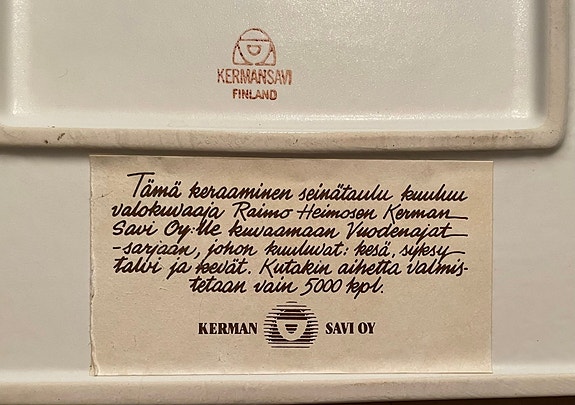 KERMANSAVI
FINLAND
Tämä keraaminen seinätaulu kuuluu
valokuvaaja Raimo Heimosen Kerman
Savi Oy:lle kuvaamaan Vuodenajat
-sarjaan, johon kuuluvat: kesä, syksy
talvi ja kevät. Kutakin aihetta valmis-
tetaan vain 5000 kpl.
KERMAN SAVI OY